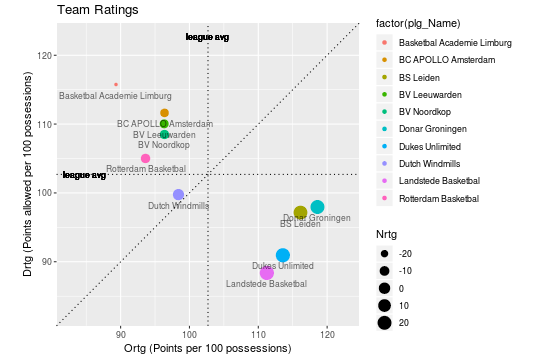 Team Ratings
league avg
120
110
100
90
Drtg (Points allowed per 100 possessions)
Basketbal Academie Limburg
BC APOLLO Amsterdam
BV Leeuwarden
BV Noordkop
Rotterdam Basketbal
league avg
Dutch Windmills
Donar Groningen
BS Leiden
Dukes Unlimited
Landstede Basketbal
90
100
110
120
Ortg (Points per 100 possessions)
factor(plg_Name)
Basketbal Academie Limburg
BC APOLLO Amsterdam
BS Leiden
BV Leeuwarden
BV Noordkop
Donar Groningen
Dukes Unlimited
Dutch Windmills
Landstede Basketbal
Rotterdam Basketbal
Nrtg
-20
-10
0
10
20